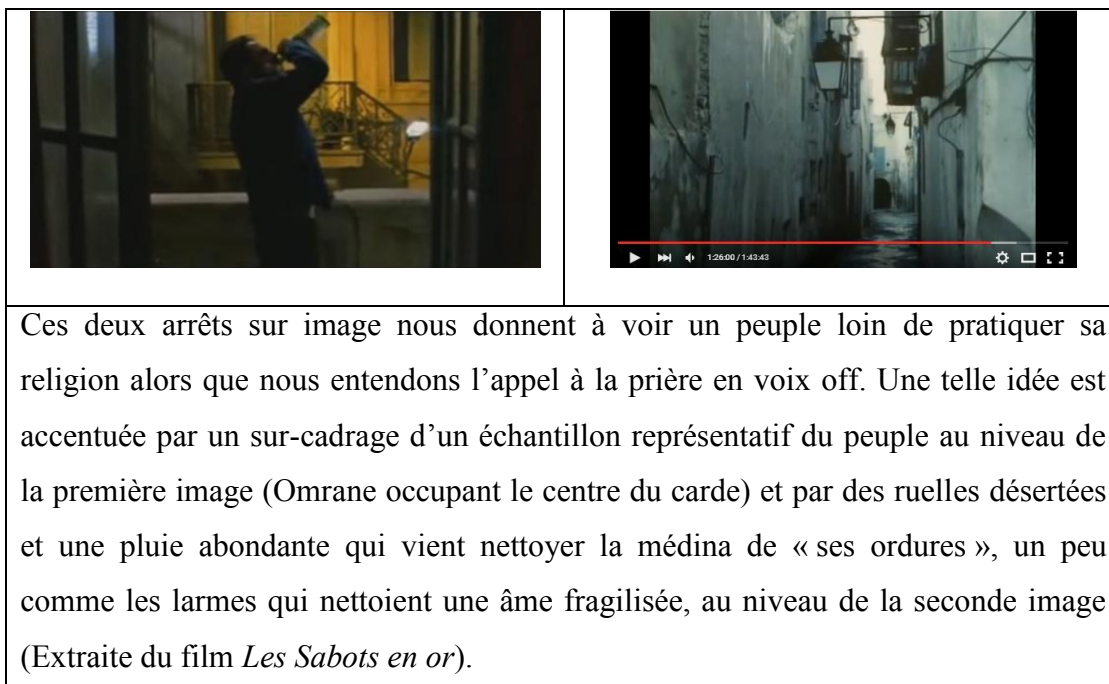 1:26:00 / 1:43:43
Ces deux arrêts sur image nous donnent à voir un peuple loin de pratiquer sa
religion alors que nous entendons l’appel à la prière en voix off. Une telle idée est
accentuée par un sur-cadrage d’un échantillon représentatif du peuple au niveau de
la première image (Omrane occupant le centre du carde) et par des ruelles désertées
et une pluie abondante qui vient nettoyer la médina de « ses ordures », un peu
comme les larmes qui nettoient une âme fragilisée, au niveau de la seconde image
(Extraite du film Les Sabots en or).